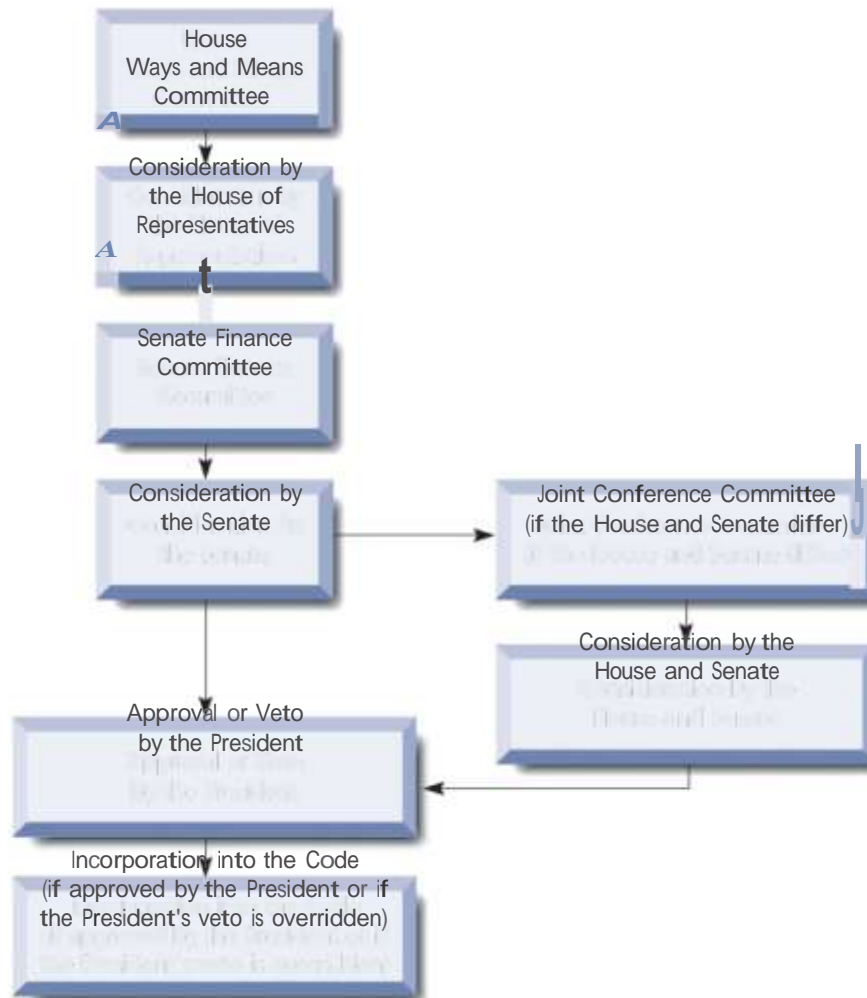 House
Ways and Means
Committee
A
Consideration by
the House of
Representatives
A
t
Senate Finance
Committee
Consideration by
the Senate
Joint Conference Committee
(if the House and Senate differ)
J
Consideration by the
House and Senate
Approval or Veto
by the President
Incorporation into the Code
(if approved by the President or if
the President's veto is overridden)